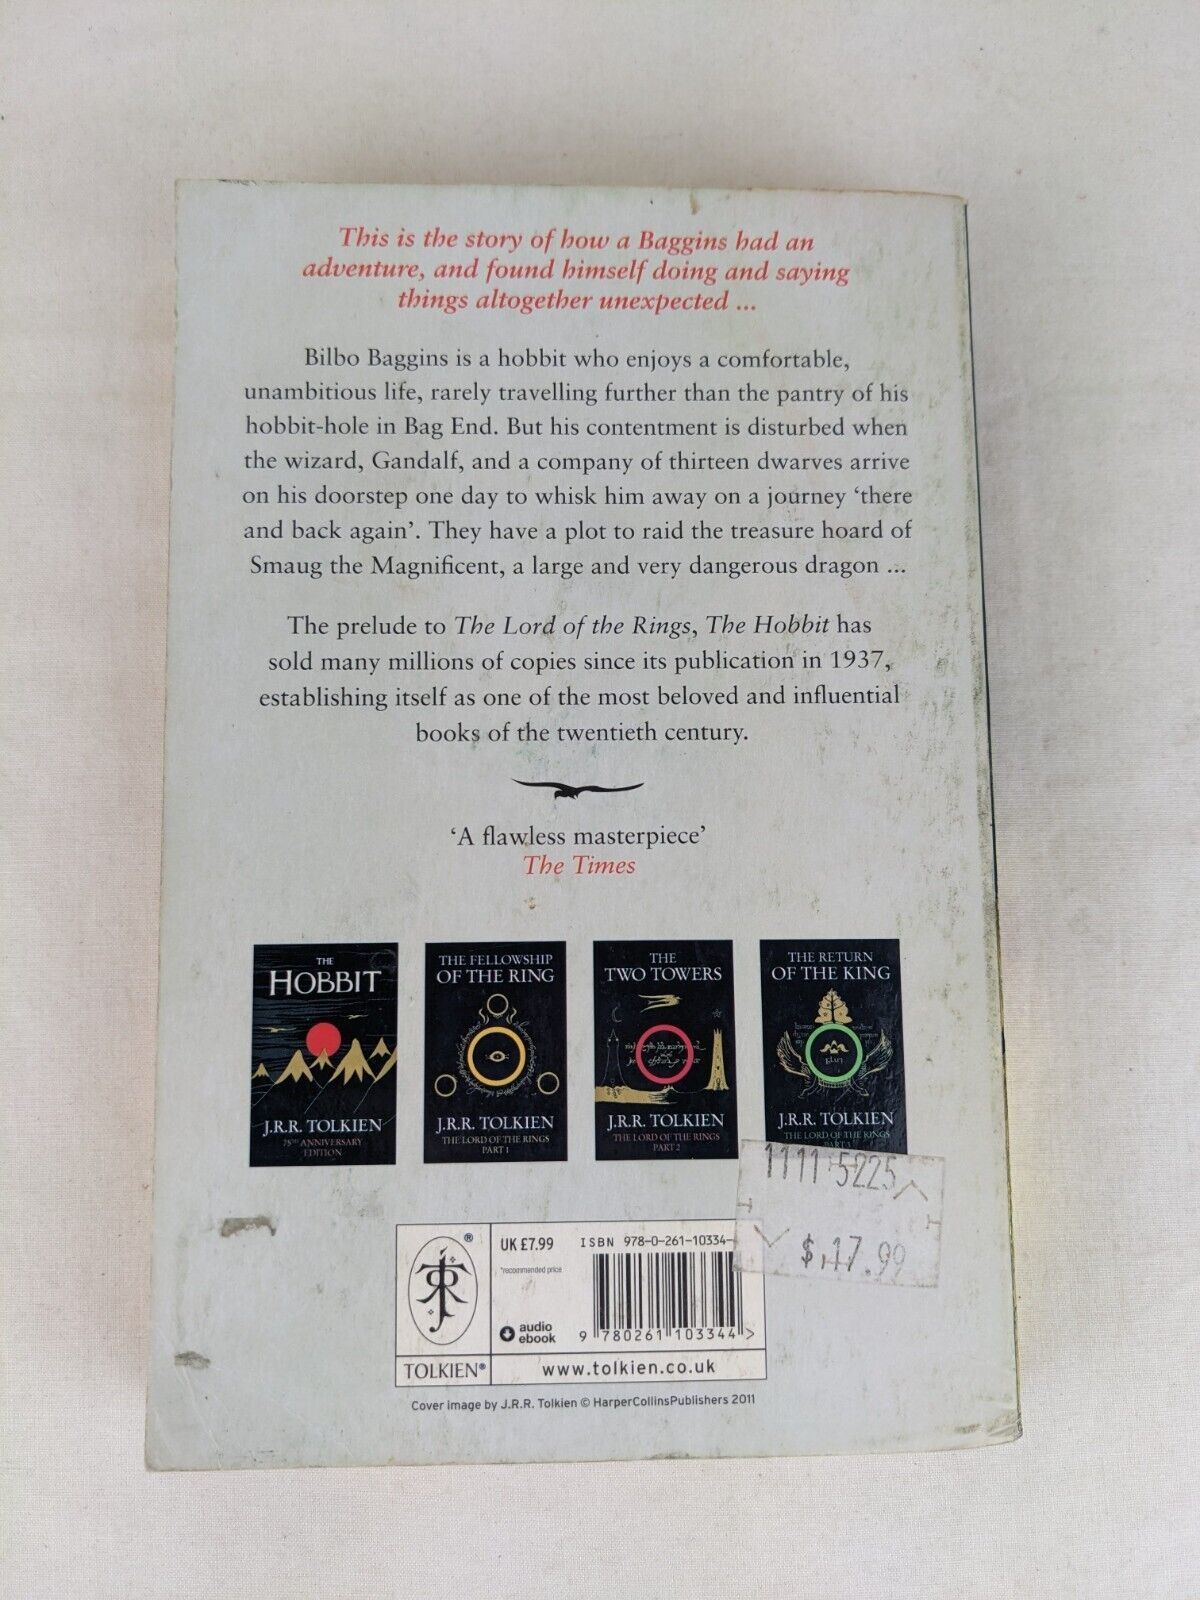 This is the story of how a Baggins had an
adventure, and found himself doing and saying
things altogether unexpected ...
Bilbo Baggins is a hobbit who enjoys a comfortable,
unambitious life, rarely travelling further than the pantry of his
hobbit-hole in Bag End. But his contentment is disturbed when
the wizard, Gandalf, and a company of thirteen dwarves arrive
on his doorstep one day to whisk him away on a journey ‘there
and back again’. They have a plot to raid the treasure hoard of
Smaug the Magnificent, a large and very dangerous dragon ...
The prelude to The Lord of the Rings, The Hobbit has
sold many millions of copies since its publication in 1937,
establishing itself as one of the most beloved and influential
books of the twentieth century.
‘A flawless masterpiece’
The Times
THE
HOBBIT
J.R.R. TOLKIEN
75TH ANNIVERSARY
EDITION
THE FELLOWSHIP
OF THE RING
J.R.R. TOLKIEN
THE LORD OF THE RINGS
PART 1
THE
TWO TOWERS
J.R.R. TOLKIEN
THE LORD OF THE RINGS
PART 2
THE RETURN
OF THE KING
J.R.R. TOLKIEN
THE LORD OF THE RINGS
PART 3
1111 5225
$ 17.99
®
TOLKIEN®
UK £7.99
*recommended price
audio
ebook
ISBN 978-0-261-10334-
9 780261 103344 >
www.tolkien.co.uk
Cover image by J.R.R. Tolkien © HarperCollinsPublishers 2011